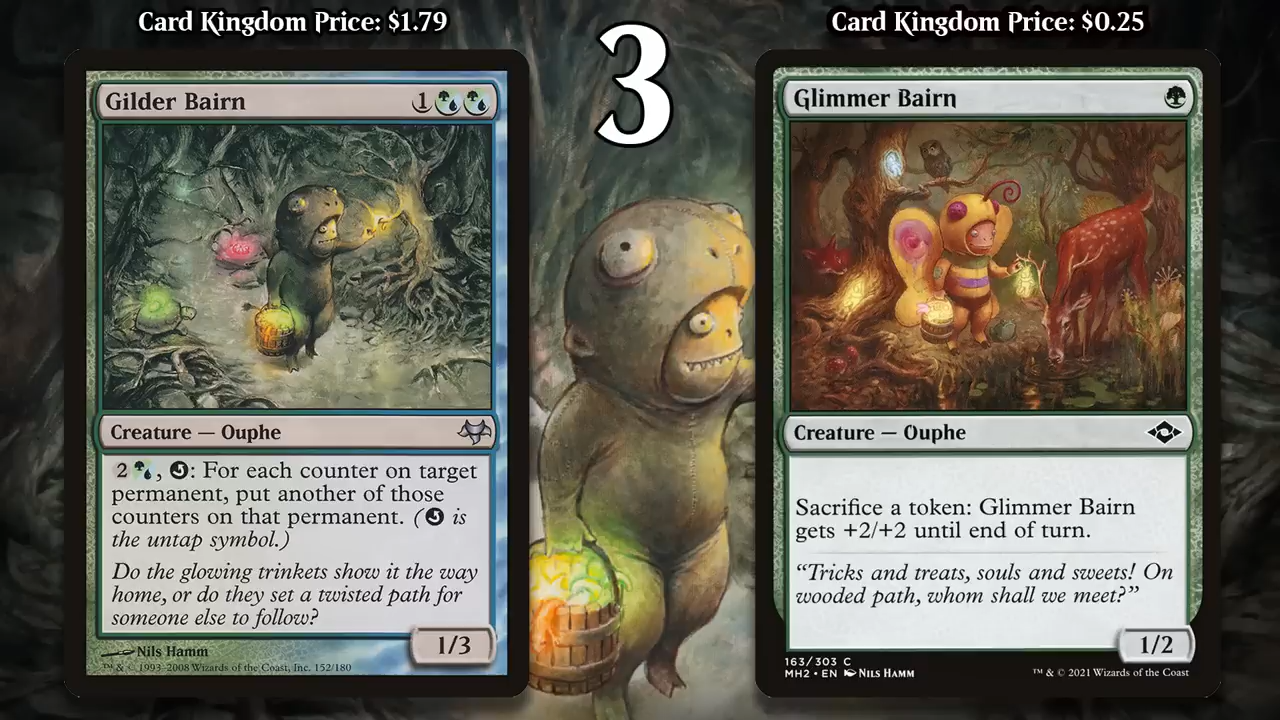 Card Kingdom Price: $1.79
3
Card Kingdom Price: $0.25
Gilder Bairn
1
Creature — Ouphe
2 , : For each counter on target
permanent, put another of those
counters on that permanent. ( is
the untap symbol.)
Do the glowing trinkets show it the way
home, or do they set a twisted path for
someone else to follow?
1/3
Nils Hamm
™ & © 1993–2008 Wizards of the Coast, Inc. 152/180
Glimmer Bairn
Creature — Ouphe
Sacrifice a token: Glimmer Bairn
gets +2/+2 until end of turn.
“Tricks and treats, souls and sweets! On
wooded path, whom shall we meet?”
1/2
163/303 C
MH2 • EN Nils Hamm
™ & © 2021 Wizards of the Coast